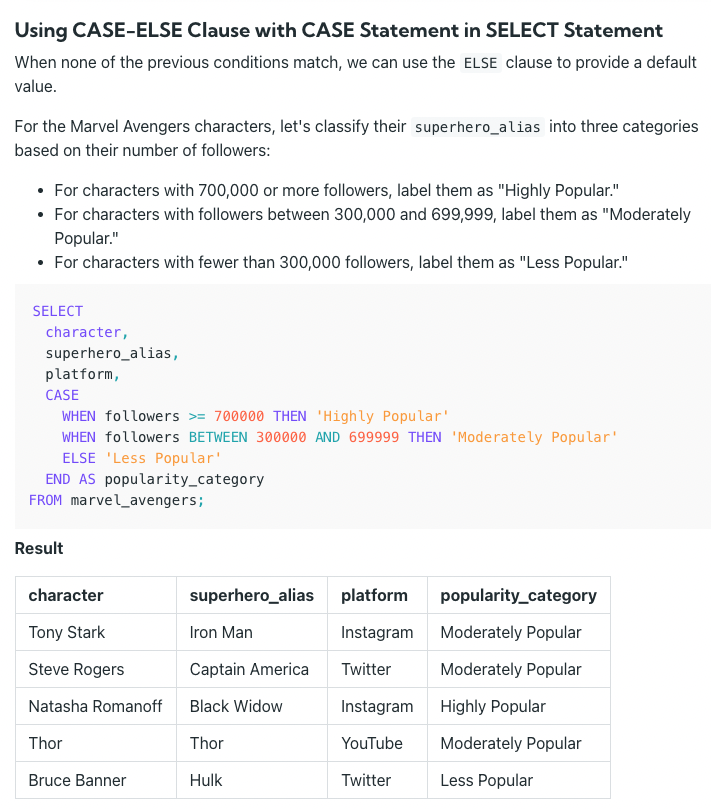 Using CASE-ELSE Clause with CASE Statement in SELECT Statement
When none of the previous conditions match, we can use the ELSE clause to provide a default
value.
For the Marvel Avengers characters, let's classify their superhero_alias into three categories
based on their number of followers:
• For characters with 700,000 or more followers, label them as "Highly Popular."
• For characters with followers between 300,000 and 699,999, label them as "Moderately
Popular."
• For characters with fewer than 300,000 followers, label them as "Less Popular."
SELECT
character,
superhero_alias,
platform,
CASE
WHEN followers >= 700000 THEN 'Highly Popular'
WHEN followers BETWEEN 300000 AND 699999 THEN 'Moderately Popular'
ELSE 'Less Popular'
END AS popularity_category
FROM marvel_avengers;
Result
character superhero_alias platform popularity_category
Tony Stark Iron Man Instagram Moderately Popular
Steve Rogers Captain America Twitter Moderately Popular
Natasha Romanoff Black Widow Instagram Highly Popular
Thor Thor YouTube Moderately Popular
Bruce Banner Hulk Twitter Less Popular